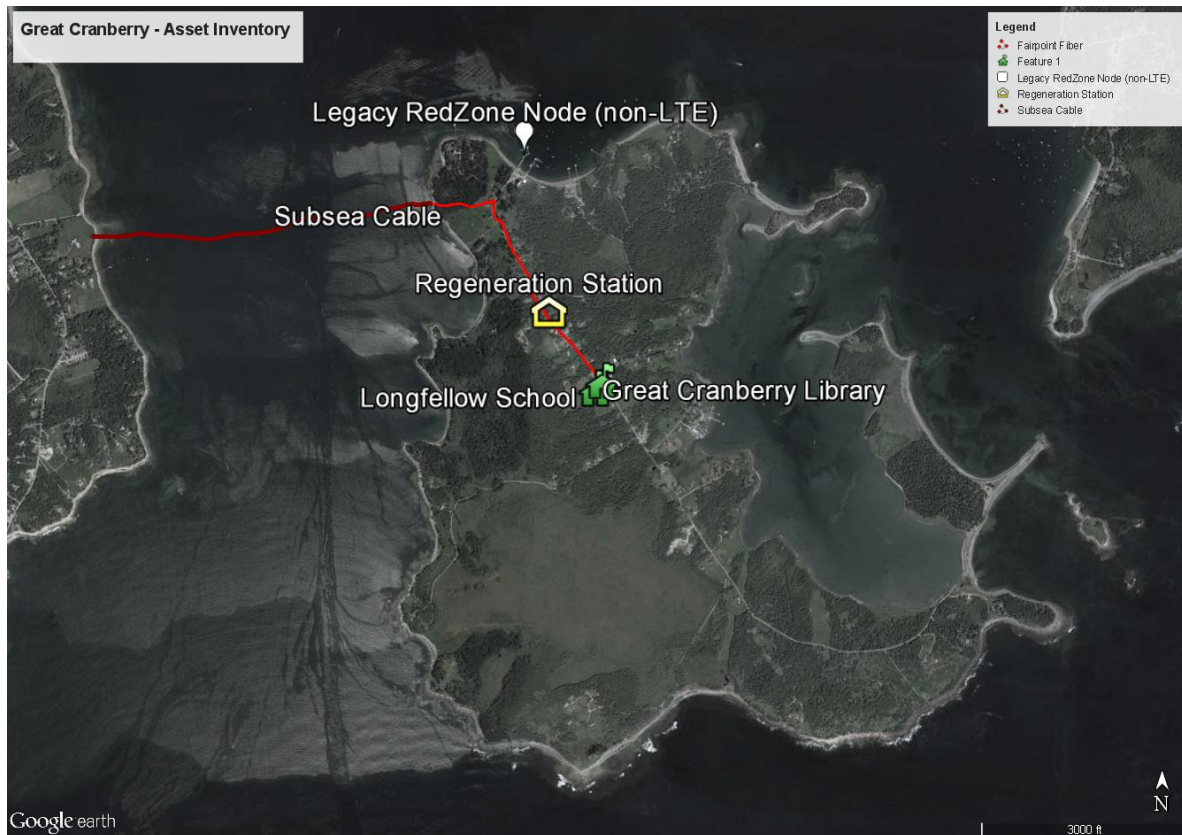 Great Cranberry - Asset Inventory
Legend
Fairpoint Fiber
Feature 1
Legacy RedZone Node (non-LTE)
Regeneration Station
Subsea Cable
Legacy RedZone Node (non-LTE)
Subsea Cable
Regeneration Station
Longfellow School
Great Cranberry Library
N
Google earth
3000 ft